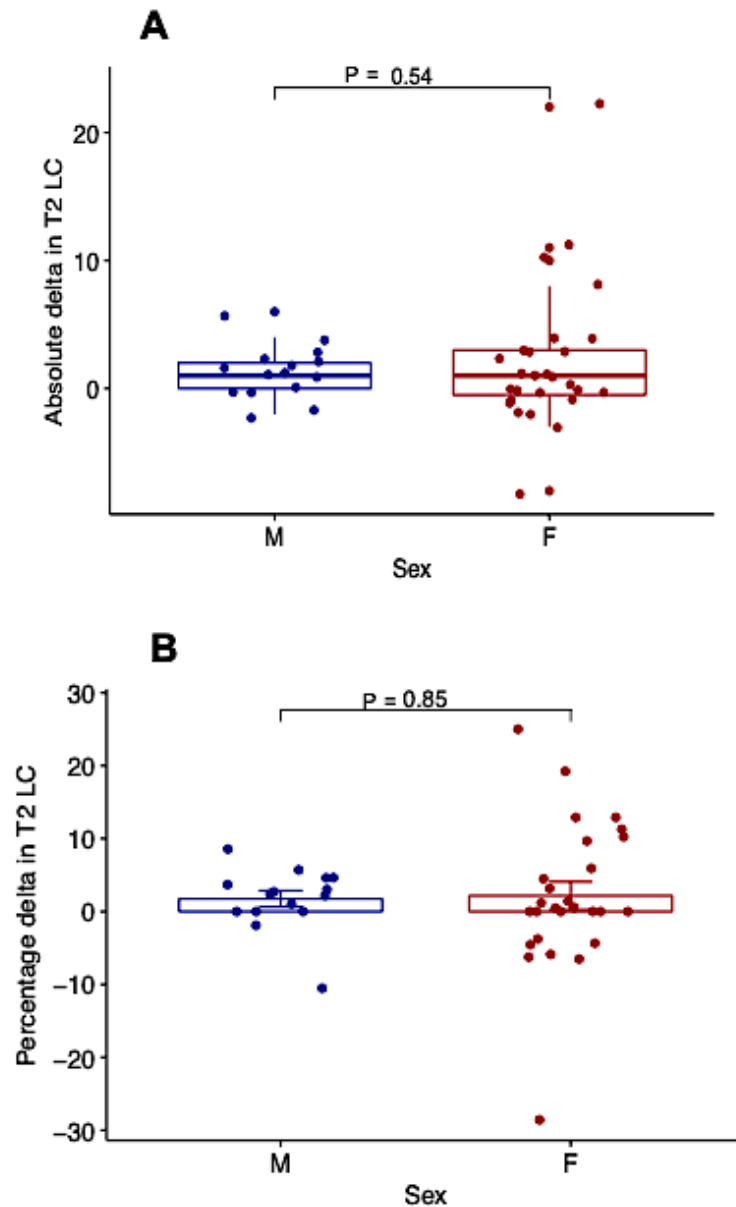 A
P = 0.54
Absolute delta in T2 LC
20
10
0
M
F
Sex
B
P = 0.85
Percentage delta in T2 LC
30
20
10
0
−10
−20
−30
M
F
Sex